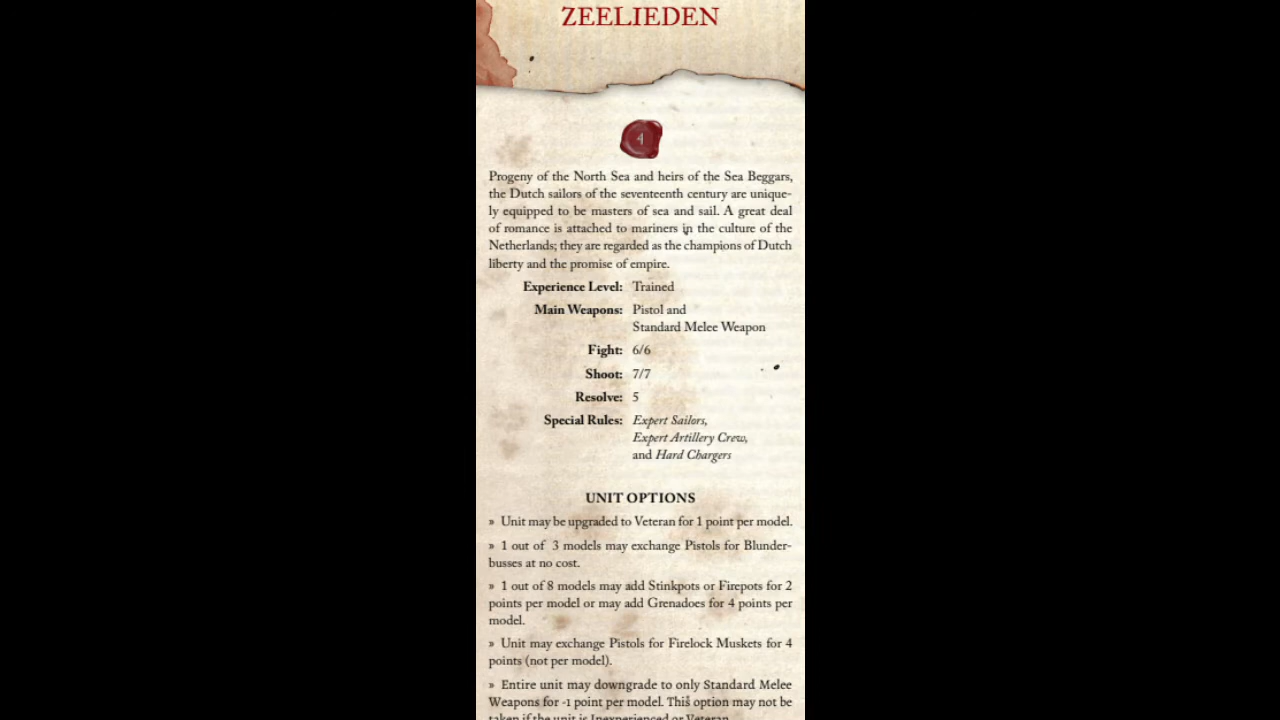 ZEELIEDEN
4
Progeny of the North Sea and heirs of the Sea Beggars,
the Dutch sailors of the seventeenth century are unique-
ly equipped to be masters of sea and sail. A great deal
of romance is attached to mariners in the culture of the
Netherlands; they are regarded as the champions of Dutch
liberty and the promise of empire.
Experience Level: Trained
Main Weapons: Pistol and
Standard Melee Weapon
Fight: 6/6
Shoot: 7/7
Resolve: 5
Special Rules: Expert Sailors,
Expert Artillery Crew,
and Hard Chargers
UNIT OPTIONS
» Unit may be upgraded to Veteran for 1 point per model.
» 1 out of 3 models may exchange Pistols for Blunder-
busses at no cost.
» 1 out of 8 models may add Stinkpots or Firepots for 2
points per model or may add Grenadoes for 4 points per
model.
» Unit may exchange Pistols for Firelock Muskets for 4
points (not per model).
» Entire unit may downgrade to only Standard Melee
Weapons for -1 point per model. This option may not be
taken if the unit is Inexperienced or Veteran.